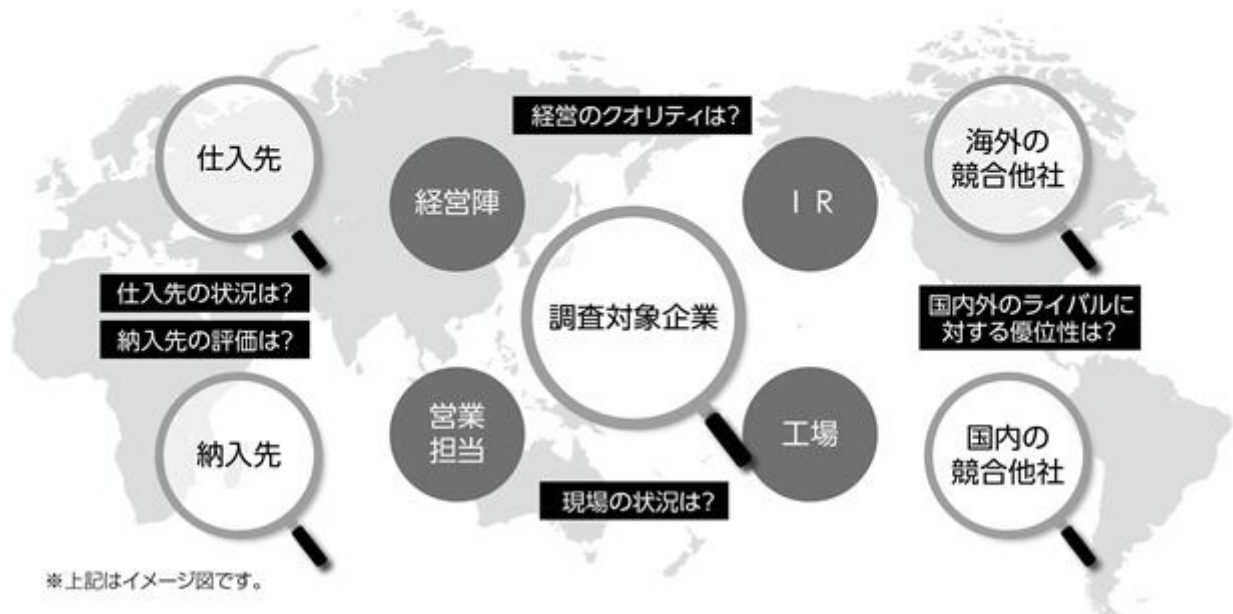 経営のクオリティは?
仕入先
経営陣
I R
海外の
競合他社
調査対象企業
仕入先の状況は?
納入先の評価は?
国内外のライバルに
対する優位性は?
営業
担当
工場
納入先
国内の
競合他社
現場の状況は?
※上記はイメージ図です。